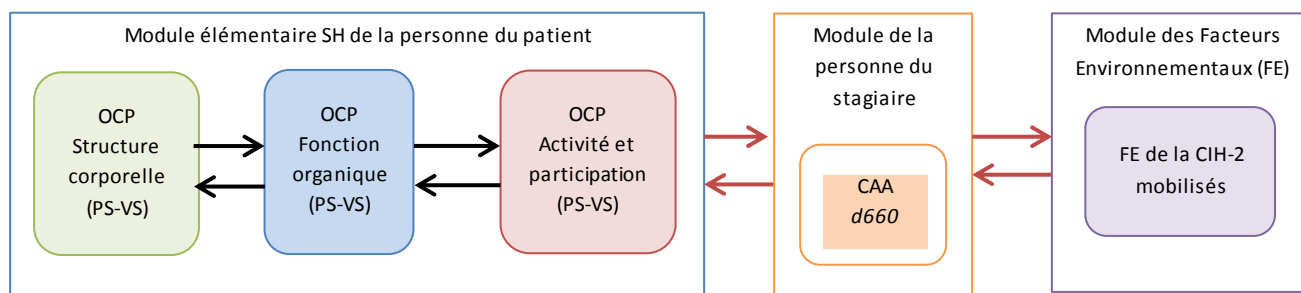 Module élémentaire SH de la personne du patient
OCP
Structure
corporelle
(PS-VS)
OCP
Fonction
organique
(PS-VS)
OCP
Activité et
participation
(PS-VS)
Module de la
personne du
stagiaire
CAA
d660
Module des Facteurs
Environnementaux (FE)
FE de la CIH-2
mobilisés